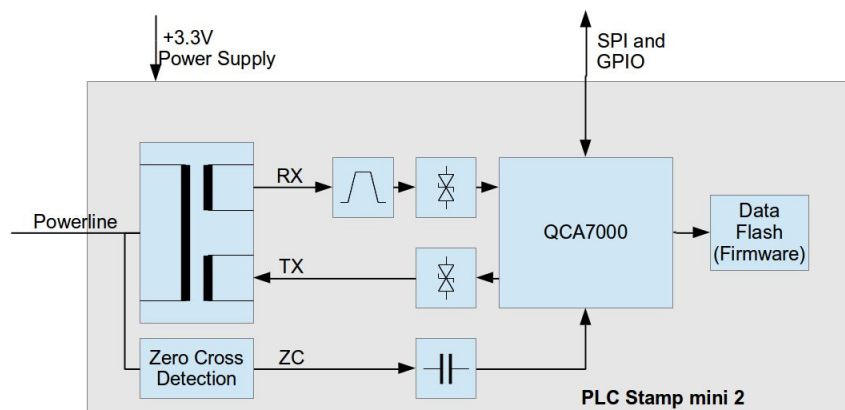 +3.3V
Power Supply
SPI and
GPIO
RX
Powerline
QCA7000
Data
Flash
(Firmware)
TX
Zero Cross
Detection
ZC
PLC Stamp mini 2